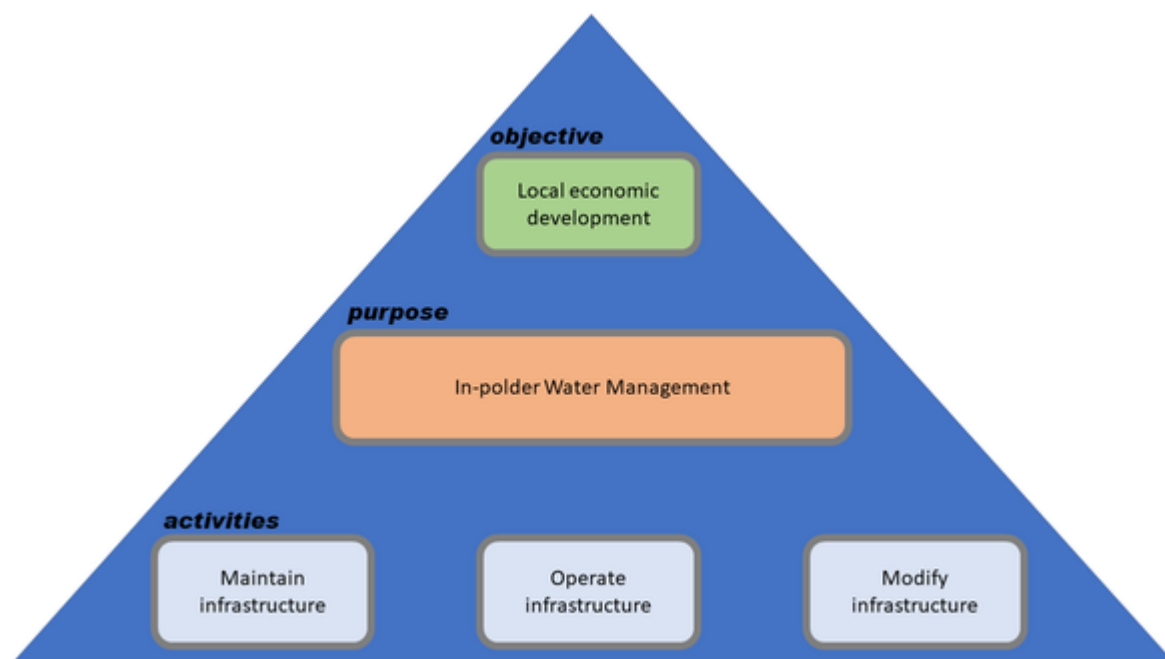 objective
Local economic
development
purpose
In-polder Water Management
activities
Maintain
infrastructure
Operate
infrastructure
Modify
infrastructure